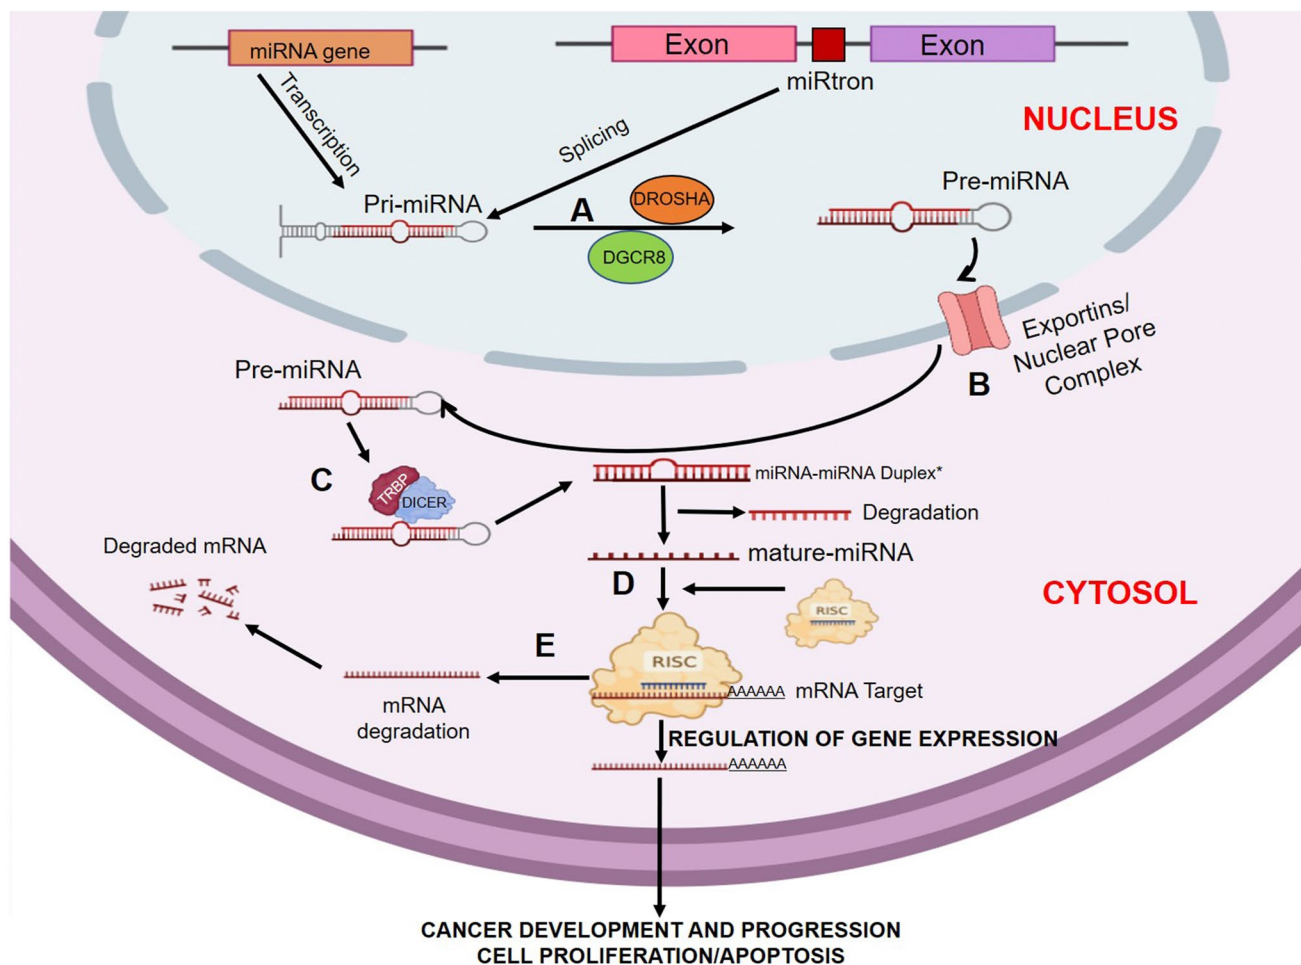 miRNA gene
Exon
Exon
miRtron
Transcription
Splicing
NUCLEUS
Pri-miRNA
A
DROSHA
DGCR8
Pre-miRNA
Exportins/
Nuclear Pore
Complex
B
Pre-miRNA
C
TRBP
DICER
miRNA-miRNA Duplex*
Degradation
mature-miRNA
Degraded mRNA
D
CYTOSOL
RISC
E
RISC
AAAAAA
mRNA Target
mRNA
degradation
REGULATION OF GENE EXPRESSION
AAAAAA
CANCER DEVELOPMENT AND PROGRESSION
CELL PROLIFERATION/APOPTOSIS